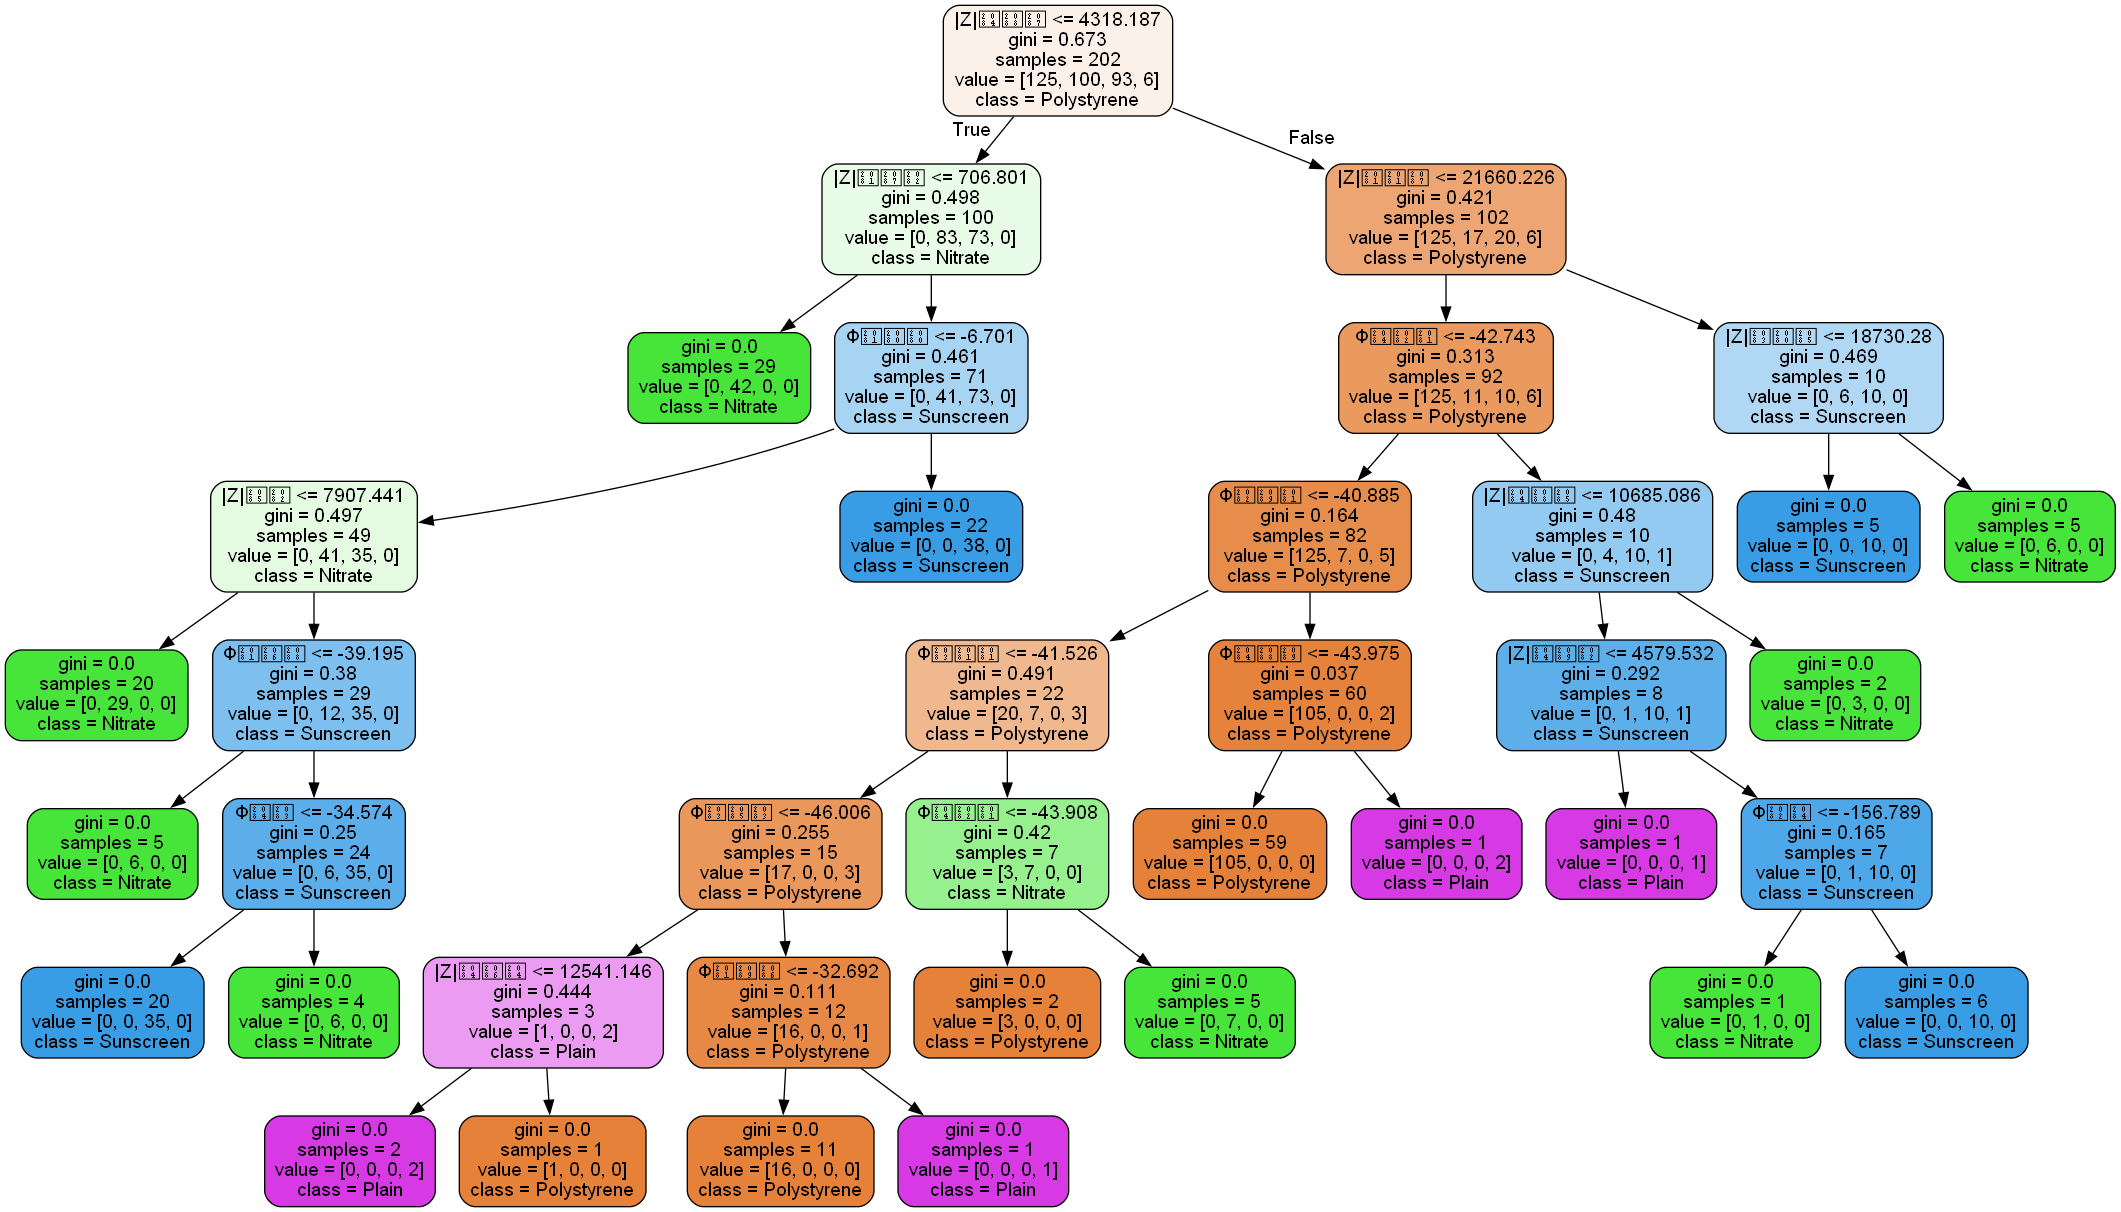 |Z| <= 4318.187
gini = 0.673
samples = 202
value = [125, 100, 93, 6]
class = Polystyrene
True
False
|Z| <= 706.801
gini = 0.498
samples = 100
value = [0, 83, 73, 0]
class = Nitrate
|Z| <= 21660.226
gini = 0.421
samples = 102
value = [125, 17, 20, 6]
class = Polystyrene
gini = 0.0
samples = 29
value = [0, 42, 0, 0]
class = Nitrate
Φ <= -6.701
gini = 0.461
samples = 71
value = [0, 41, 73, 0]
class = Sunscreen
Φ <= -42.743
gini = 0.313
samples = 92
value = [125, 11, 10, 6]
class = Polystyrene
|Z| <= 18730.28
gini = 0.469
samples = 10
value = [0, 6, 10, 0]
class = Sunscreen
|Z| <= 7907.441
gini = 0.497
samples = 49
value = [0, 41, 35, 0]
class = Nitrate
gini = 0.0
samples = 22
value = [0, 0, 38, 0]
class = Sunscreen
Φ <= -40.885
gini = 0.164
samples = 82
value = [125, 7, 0, 5]
class = Polystyrene
|Z| <= 10685.086
gini = 0.48
samples = 10
value = [0, 4, 10, 1]
class = Sunscreen
gini = 0.0
samples = 5
value = [0, 0, 10, 0]
class = Sunscreen
gini = 0.0
samples = 5
value = [0, 6, 0, 0]
class = Nitrate
gini = 0.0
samples = 20
value = [0, 29, 0, 0]
class = Nitrate
Φ <= -39.195
gini = 0.38
samples = 29
value = [0, 12, 35, 0]
class = Sunscreen
Φ <= -41.526
gini = 0.491
samples = 22
value = [20, 7, 0, 3]
class = Polystyrene
Φ <= -43.975
gini = 0.037
samples = 60
value = [105, 0, 0, 2]
class = Polystyrene
|Z| <= 4579.532
gini = 0.292
samples = 8
value = [0, 1, 10, 1]
class = Sunscreen
gini = 0.0
samples = 2
value = [0, 3, 0, 0]
class = Nitrate
gini = 0.0
samples = 5
value = [0, 6, 0, 0]
class = Nitrate
Φ <= -34.574
gini = 0.25
samples = 24
value = [0, 6, 35, 0]
class = Sunscreen
Φ <= -46.006
gini = 0.255
samples = 15
value = [17, 0, 0, 3]
class = Polystyrene
Φ <= -43.908
gini = 0.42
samples = 7
value = [3, 7, 0, 0]
class = Nitrate
gini = 0.0
samples = 59
value = [105, 0, 0, 0]
class = Polystyrene
gini = 0.0
samples = 1
value = [0, 0, 0, 2]
class = Plain
gini = 0.0
samples = 1
value = [0, 0, 0, 1]
class = Plain
Φ <= -156.789
gini = 0.165
samples = 7
value = [0, 1, 10, 0]
class = Sunscreen
gini = 0.0
samples = 20
value = [0, 0, 35, 0]
class = Sunscreen
gini = 0.0
samples = 4
value = [0, 6, 0, 0]
class = Nitrate
|Z| <= 12541.146
gini = 0.444
samples = 3
value = [1, 0, 0, 2]
class = Plain
Φ <= -32.692
gini = 0.111
samples = 12
value = [16, 0, 0, 1]
class = Polystyrene
gini = 0.0
samples = 2
value = [3, 0, 0, 0]
class = Polystyrene
gini = 0.0
samples = 5
value = [0, 7, 0, 0]
class = Nitrate
gini = 0.0
samples = 1
value = [0, 1, 0, 0]
class = Nitrate
gini = 0.0
samples = 6
value = [0, 0, 10, 0]
class = Sunscreen
gini = 0.0
samples = 2
value = [0, 0, 0, 2]
class = Plain
gini = 0.0
samples = 1
value = [1, 0, 0, 0]
class = Polystyrene
gini = 0.0
samples = 11
value = [16, 0, 0, 0]
class = Polystyrene
gini = 0.0
samples = 1
value = [0, 0, 0, 1]
class = Plain